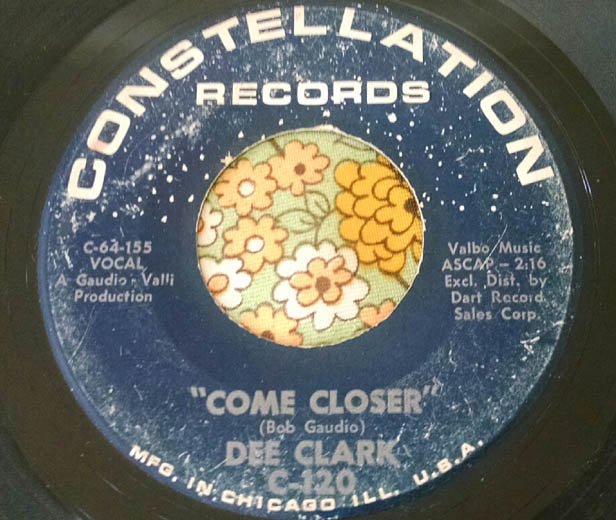 CONSTELLATION
RECORDS
C-64-155
VOCAL
A Gaudio - Valli
Production
Valbo Music
ASCAP - 2:16
Excl. Dist. by
Dart Record
Sales Corp.
"COME CLOSER"
(Bob Gaudio)
DEE CLARK
C-120
MFG. IN CHICAGO ILL. U.S.A.